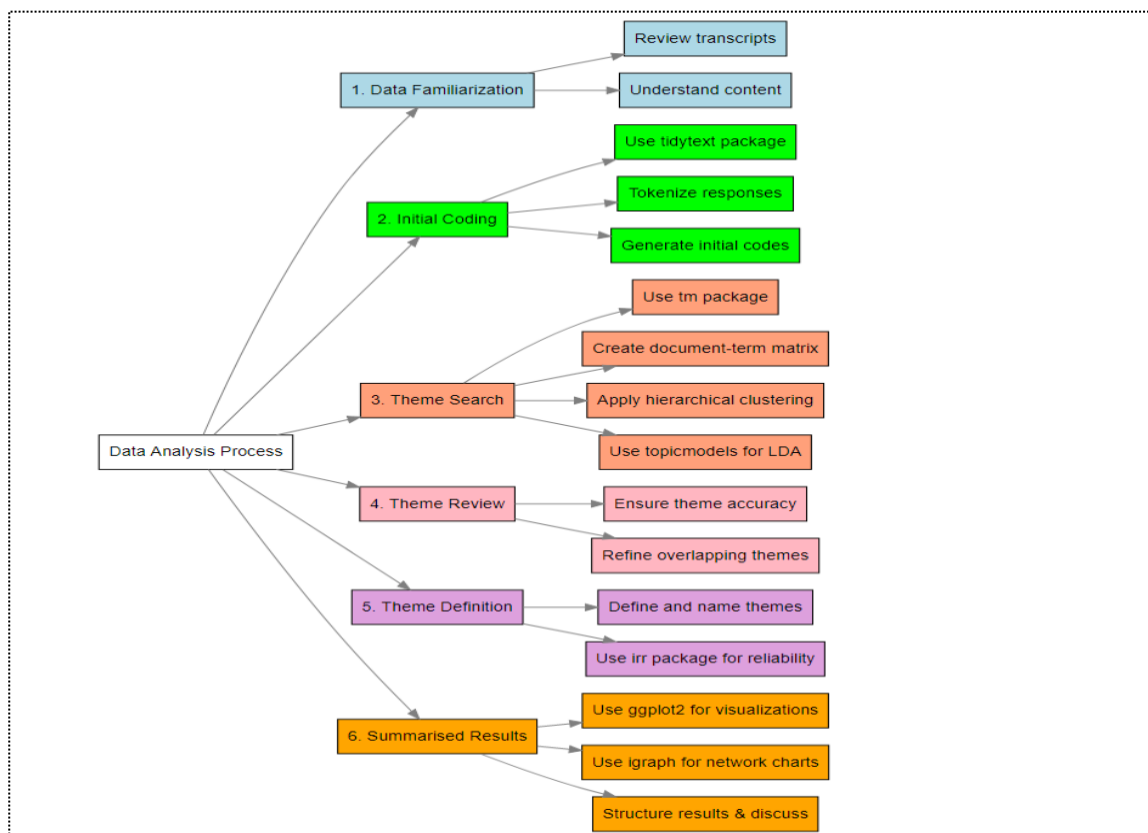 Data Analysis Process
1. Data Familiarization
Review transcripts
Understand content
2. Initial Coding
Use tidytext package
Tokenize responses
Generate initial codes
3. Theme Search
Use tm package
Create document-term matrix
Apply hierarchical clustering
Use topicmodels for LDA
4. Theme Review
Ensure theme accuracy
Refine overlapping themes
5. Theme Definition
Define and name themes
Use irr package for reliability
6. Summarised Results
Use ggplot2 for visualizations
Use igraph for network charts
Structure results & discuss